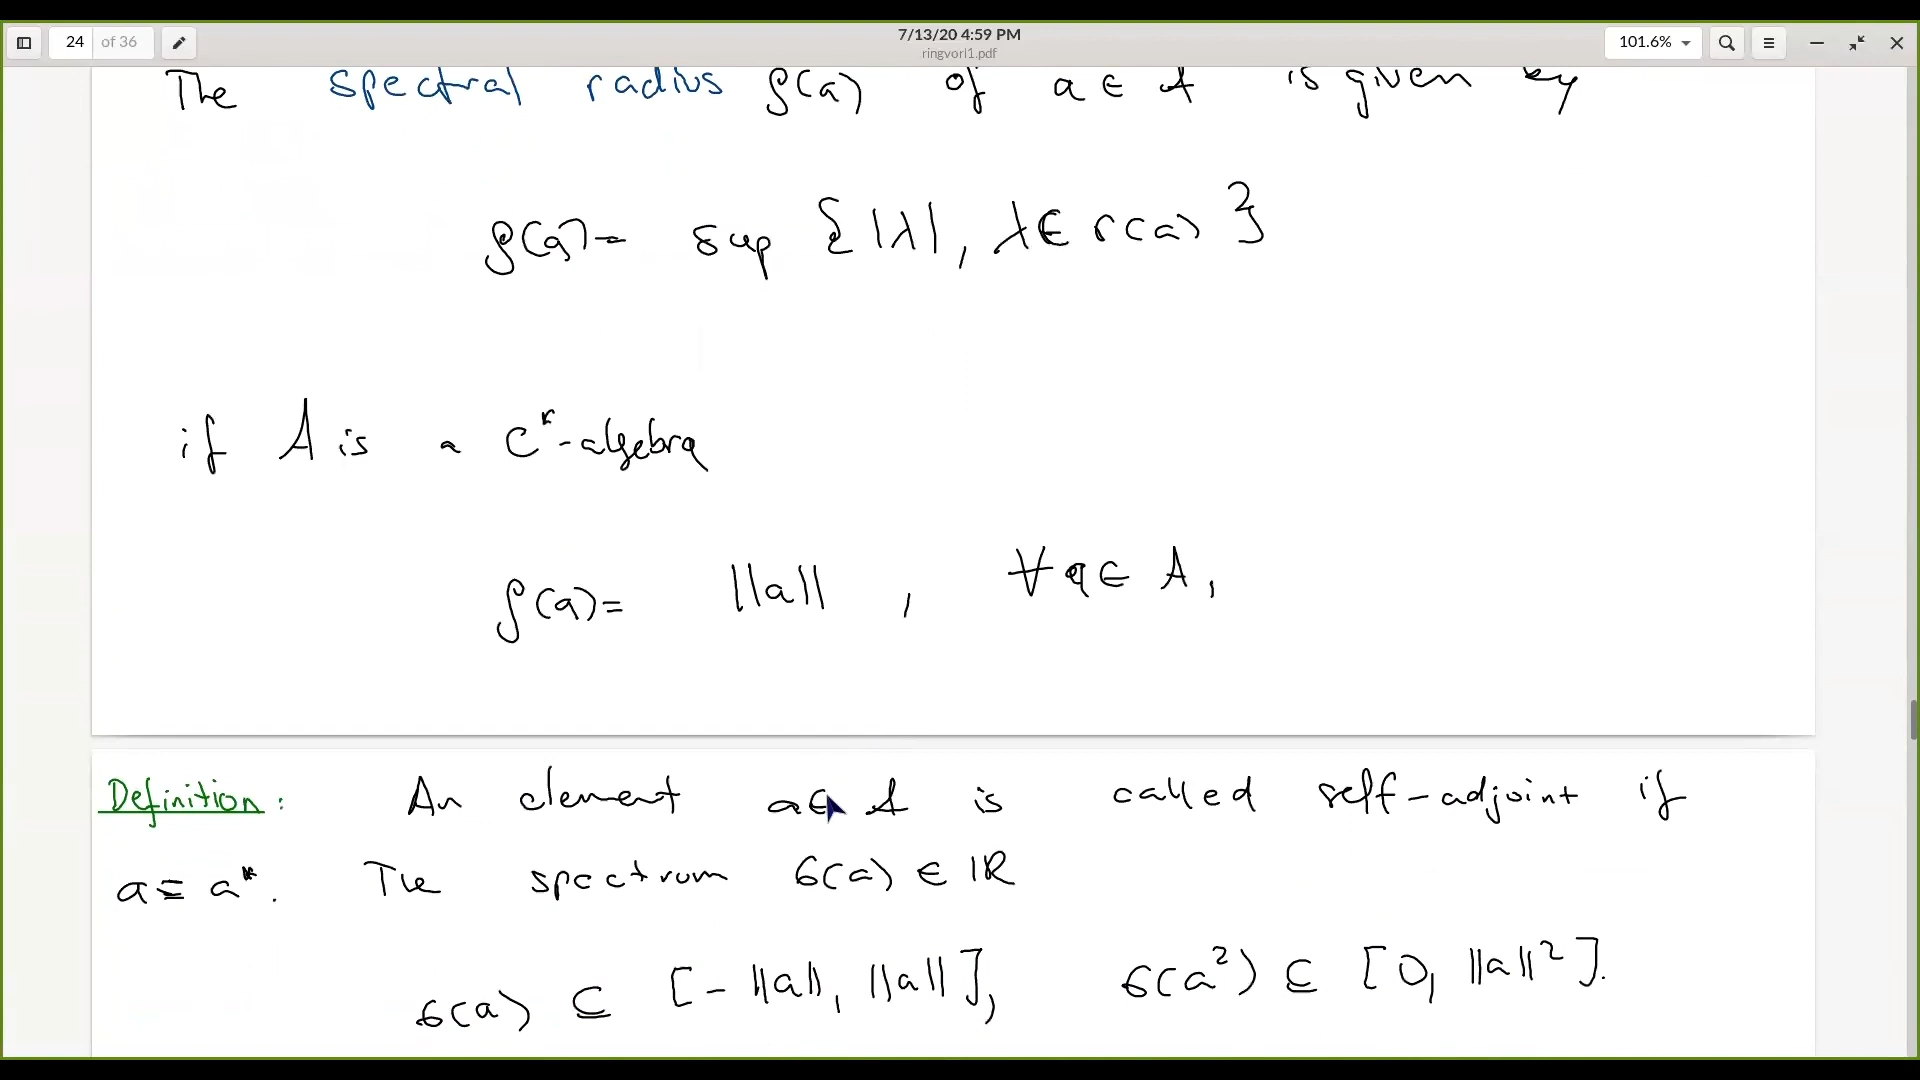 24 of 36
7/13/20 4:59 PM
ringvorl1.pdf
101.6%
The spectral radius ρ(a) of a ∈ A is given by
ρ(a) = sup { |λ| , λ ∈ r(a) }
if A is a C*-algebra
ρ(a) = ||a|| , ∀ a ∈ A ,
Definition: An element a ∈ A is called self-adjoint if
a = a*. The spectrum σ(a) ∈ ℝ
σ(a) ⊆ [-||a||, ||a||], σ(a²) ⊆ [0, ||a||²].